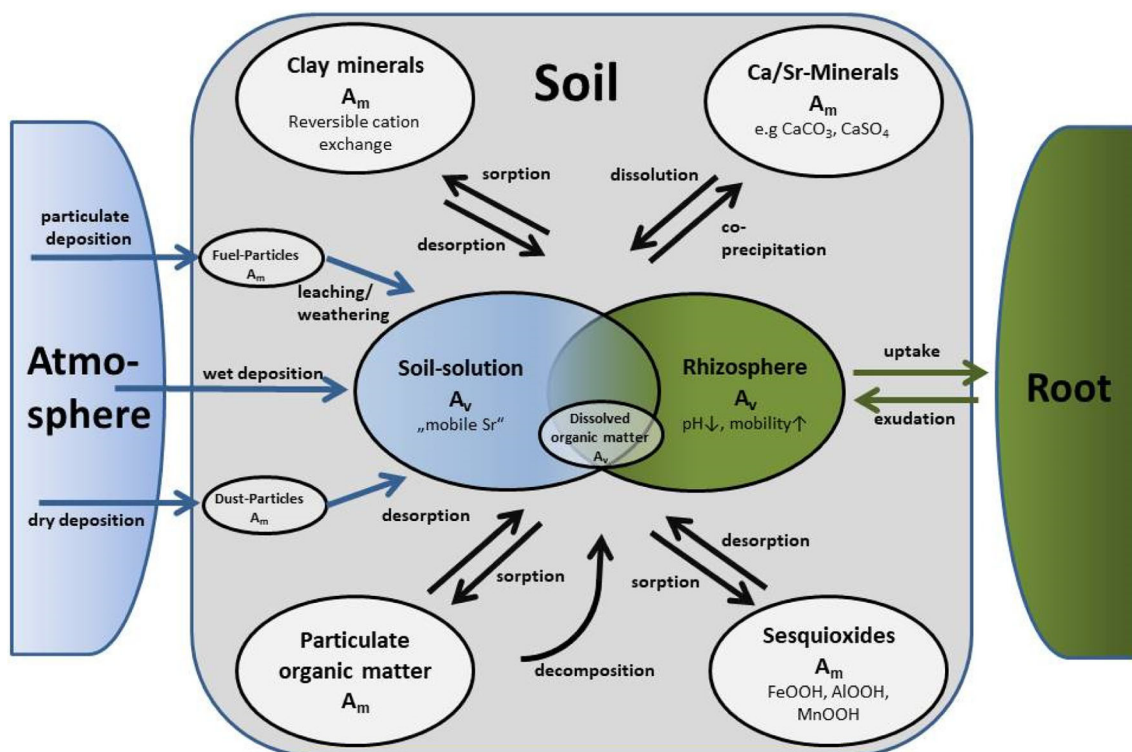 Soil
Clay minerals
Aₘ
Reversible cation
exchange
Ca/Sr-Minerals
Aₘ
e.g CaCO₃, CaSO₄
sorption
desorption
dissolution
co-
precipitation
particulate
deposition
Fuel-Particles
Aₘ
leaching/
weathering
Atmo-
sphere
wet deposition
Soil-solution
Aᵥ
„mobile Sr“
Dissolved
organic matter
Aᵥ
Rhizosphere
Aᵥ
pH↓, mobility↑
uptake
exudation
Root
dry deposition
Dust-Particles
Aₘ
desorption
sorption
decomposition
desorption
sorption
Particulate
organic matter
Aₘ
Sesquioxides
Aₘ
FeOOH, AlOOH,
MnOOH